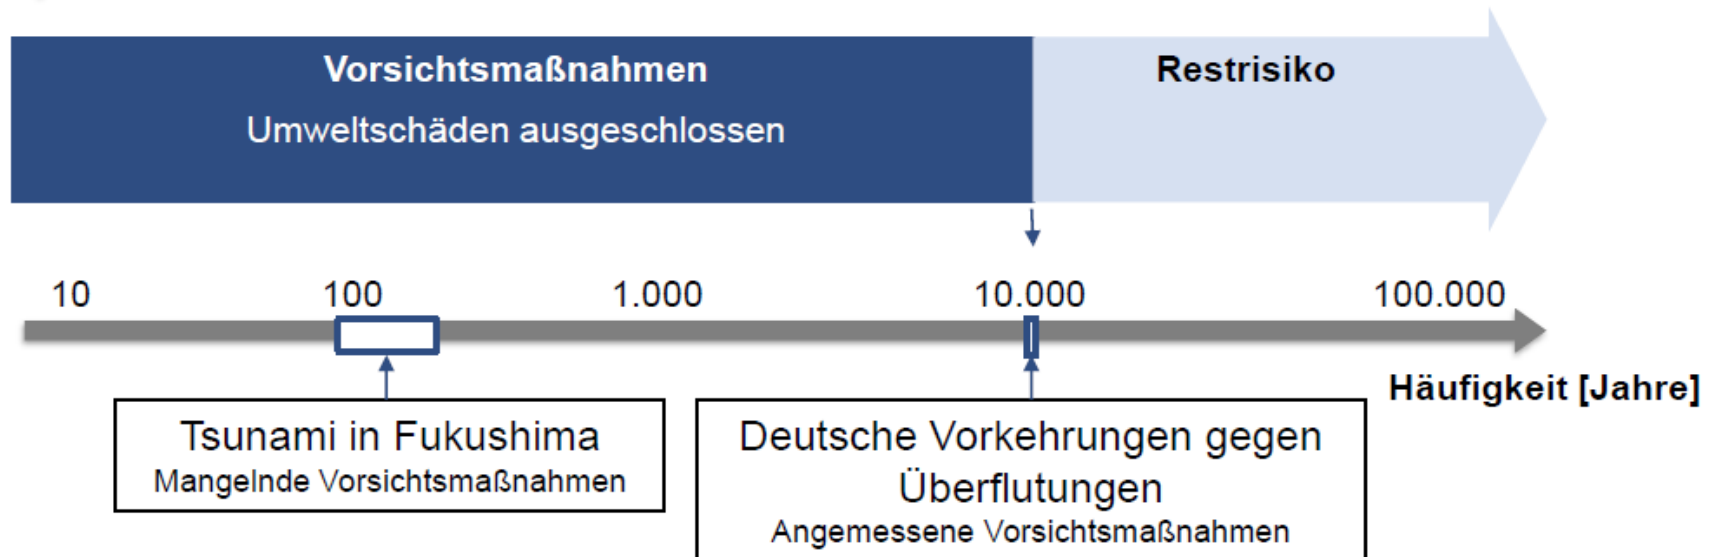 Vorsichtsmaßnahmen
Restrisiko
Umweltschäden ausgeschlossen
10 100 1.000 10.000 100.000
Häufigkeit [Jahre]
Tsunami in Fukushima
Mangelnde Vorsichtsmaßnahmen
Deutsche Vorkehrungen gegen
Überflutungen
Angemessene Vorsichtsmaßnahmen